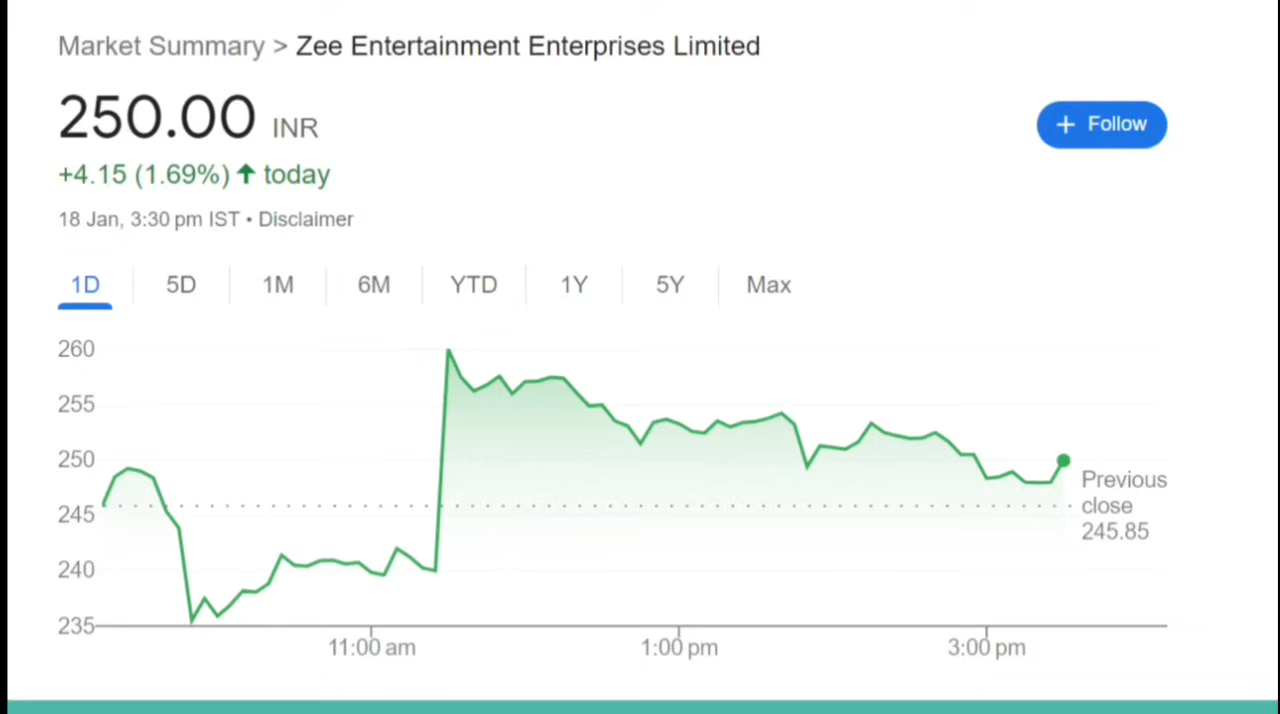 Market Summary > Zee Entertainment Enterprises Limited
250.00 INR
+ Follow
+4.15 (1.69%) ↑ today
18 Jan, 3:30 pm IST • Disclaimer
1D 5D 1M 6M YTD 1Y 5Y Max
260
255
250
245
240
235
Previous
close
245.85
11:00 am 1:00 pm 3:00 pm